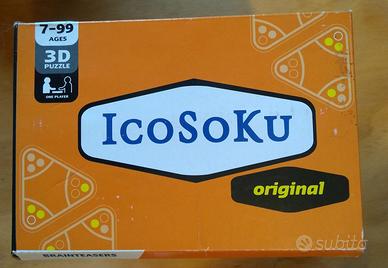 7-99
AGES
3D
PUZZLE
ONE PLAYER
IcoSoKu
original
BRAINTEASERS
subito